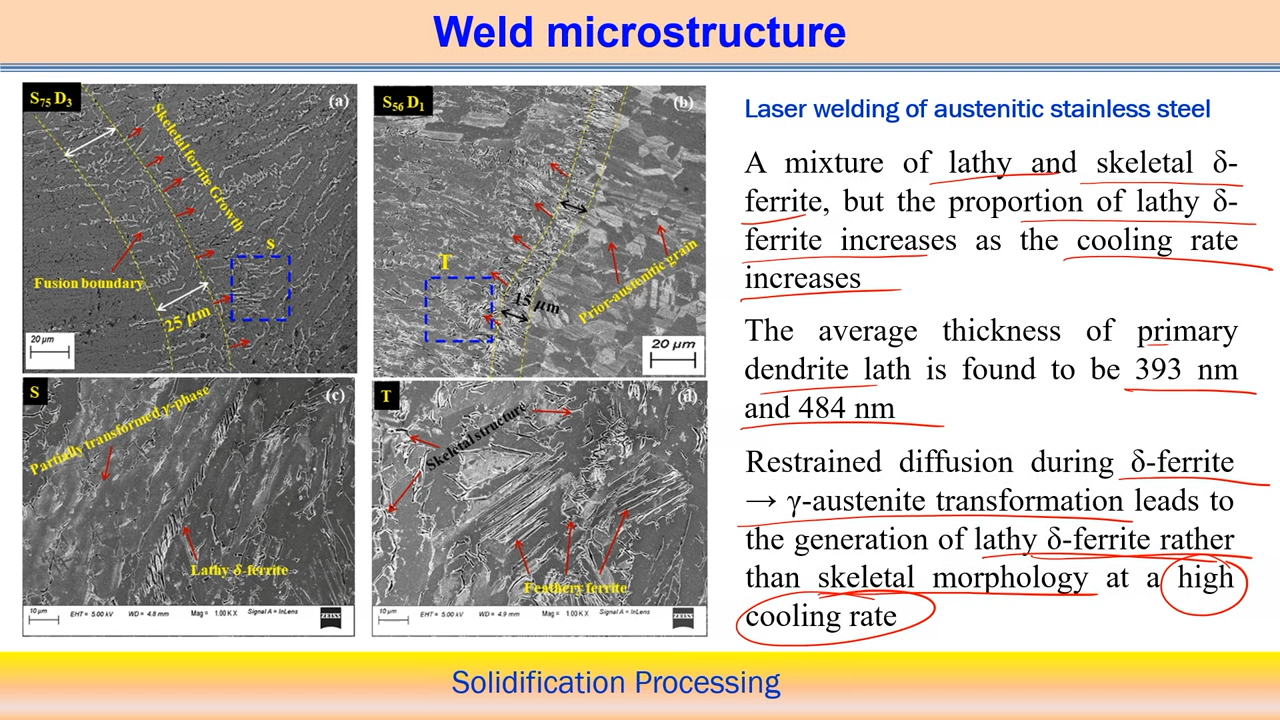 Weld microstructure
S75 D3
(a)
Skeletal ferrite Growth
S
Fusion boundary
25 μm
20 μm
S56 D1
(b)
T
15 μm
Prior-austenitic grain
20 μm
S
(c)
Partially transformed γ-phase
Lathy δ-ferrite
10 μm
EHT = 5.00 kV WD = 4.8 mm Mag = 1.00 K X Signal A = InLens
ZEISS
T
(d)
Skeletal structure
Feathery ferrite
10 μm
EHT = 5.00 kV WD = 4.9 mm Mag = 1.00 K X Signal A = InLens
ZEISS
Laser welding of austenitic stainless steel
A mixture of lathy and skeletal δ-
ferrite, but the proportion of lathy δ-
ferrite increases as the cooling rate
increases
The average thickness of primary
dendrite lath is found to be 393 nm
and 484 nm
Restrained diffusion during δ-ferrite
→ γ-austenite transformation leads to
the generation of lathy δ-ferrite rather
than skeletal morphology at a high
cooling rate
Solidification Processing